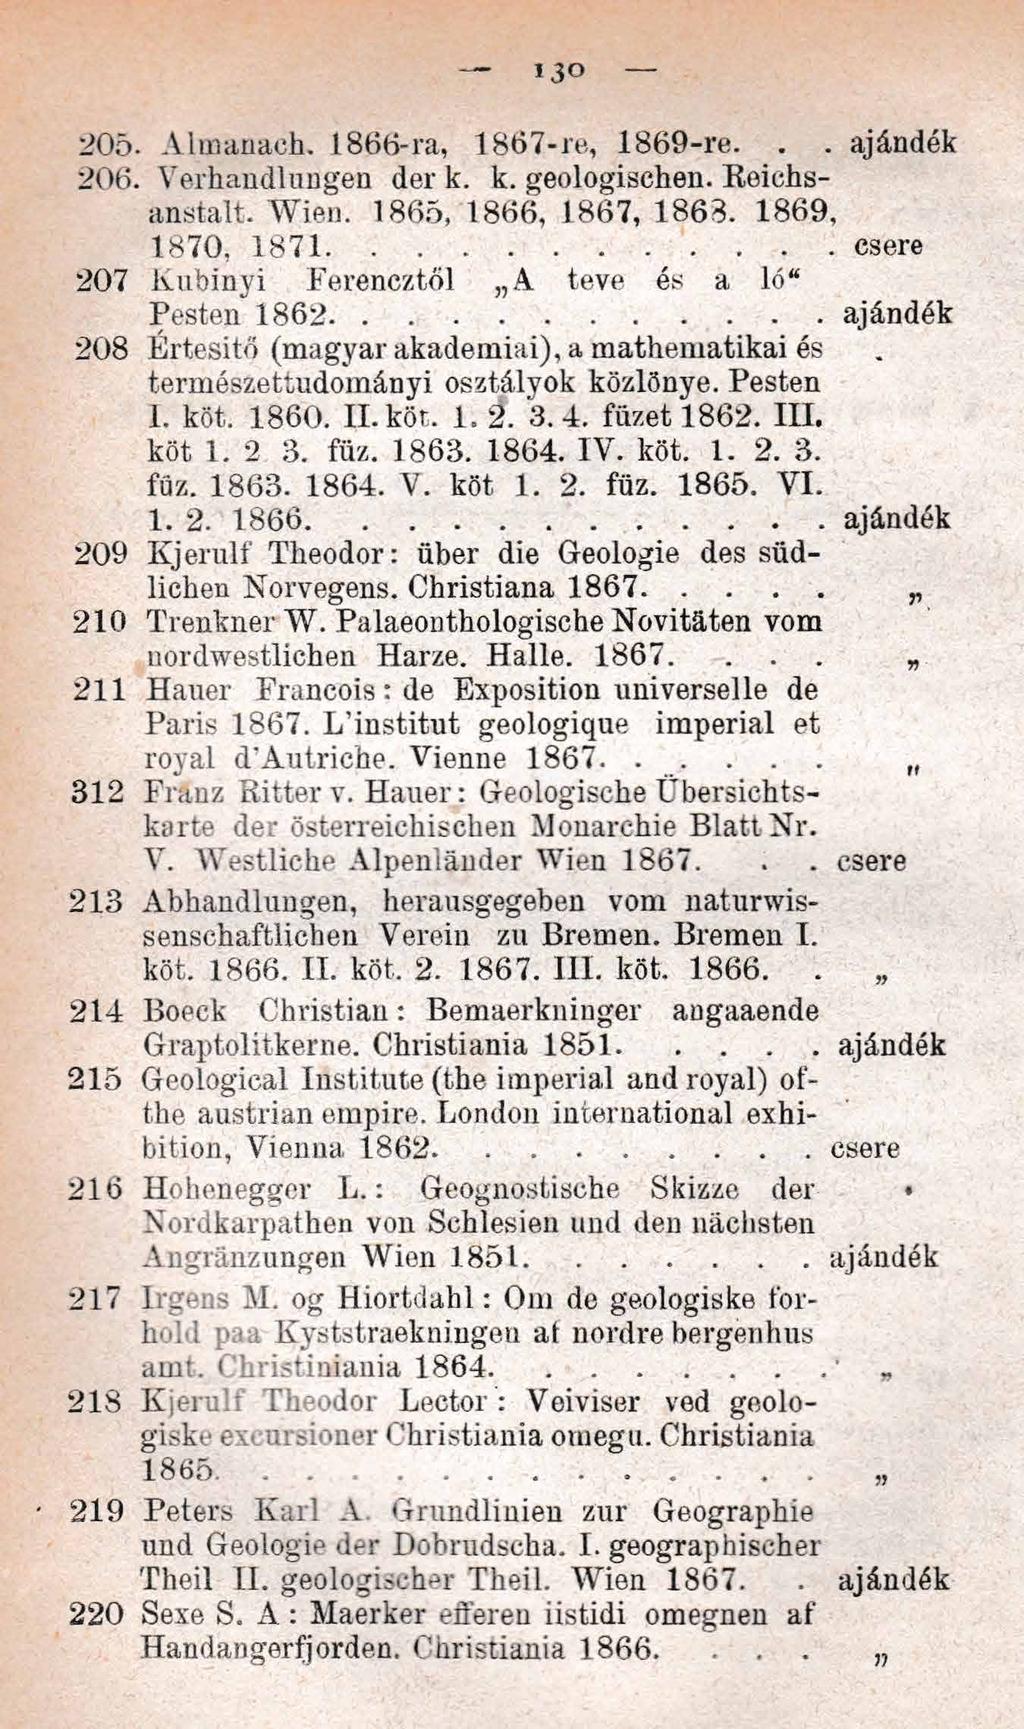 — 130 —
205. Almanach. 1866-ra, 1867-re, 1869-re. . . ajándék
206. Verhandlungen der k. k. geologischen. Reichs-
anstalt. Wien. 1865, 1866, 1867, 1868. 1869,
1870, 1871. . . . . . . . . . . . . csere
207 Kubinyi Ferencztől „A teve és a ló“
Pesten 1862. . . . . . . . . . . . ajándék
208 Értesitő (magyar akademiai), a mathematikai és
természettudományi osztályok közlönye. Pesten
I. köt. 1860. II. köt. 1. 2. 3. 4. füzet 1862. III.
köt 1. 2 3. füz. 1863. 1864. IV. köt. 1. 2. 3.
füz. 1863. 1864. V. köt 1. 2. füz. 1865. VI.
1. 2. 1866. . . . . . . . . . . . . ajándék
209 Kjerulf Theodor: über die Geologie des süd-
lichen Norvegens. Christiana 1867. . . . . „
210 Trenkner W. Palaeonthologische Novitäten vom
nordwestlichen Harze. Halle. 1867. . . . „
211 Hauer Francois: de Exposition universelle de
Paris 1867. L'institut geologique imperial et
royal d'Autriche. Vienne 1867. . . . . . „
312 Franz Ritter v. Hauer: Geologische Übersichts-
karte der österreichischen Monarchie Blatt Nr.
V. Westliche Alpenländer Wien 1867. . . csere
213 Abhandlungen, herausgegeben vom naturwis-
senschaftlichen Verein zu Bremen. Bremen I.
köt. 1866. II. köt. 2. 1867. III. köt. 1866. . „
214 Boeck Christian: Bemaerkninger angaaende
Graptolitkerne. Christiania 1851. . . . . ajándék
215 Geological Institute (the imperial and royal) of-
the austrian empire. London international exhi-
bition, Vienna 1862. . . . . . . . . csere
216 Hohenegger L.: Geognostische Skizze der
Nordkarpathen von Schlesien und den nächsten
Angränzungen Wien 1851. . . . . . . ajándék
217 Irgens M. og Hiortdahl: Om de geologiske for-
hold paa Kyststraekningen af nordre bergenhus
amt. Christiniania 1864. . . . . . . . „
218 Kjerulf Theodor Lector: Veiviser ved geolo-
giske excursioner Christiania omegu. Christiania
1865. . . . . . . . . . . . . . „
219 Peters Karl A. Grundlinien zur Geographie
und Geologie der Dobrudscha. I. geographischer
Theil II. geologischer Theil. Wien 1867. . ajándék
220 Sexe S. A: Maerker efferen iistidi omegnen af
Handangerfjorden. Christiania 1866. . . . „